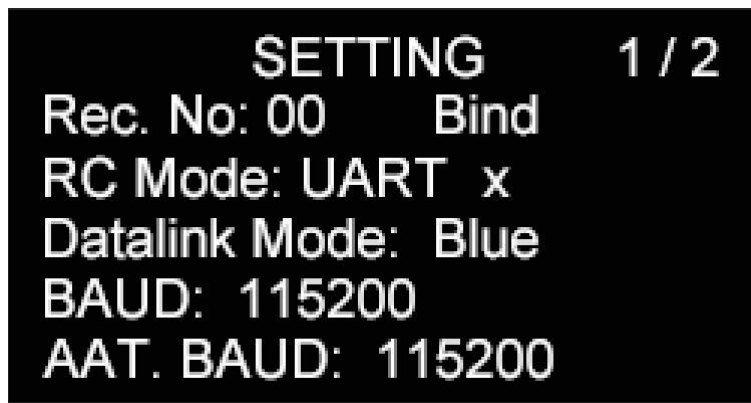 SETTING 1 / 2
Rec. No: 00 Bind
RC Mode: UART x
Datalink Mode: Blue
BAUD: 115200
AAT. BAUD: 115200